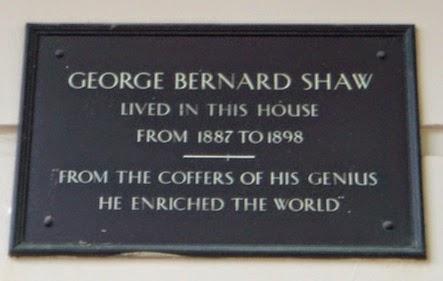 GEORGE BERNARD SHAW
LIVED IN THIS HOUSE
FROM 1887 TO 1898
"FROM THE COFFERS OF HIS GENIUS
HE ENRICHED THE WORLD"